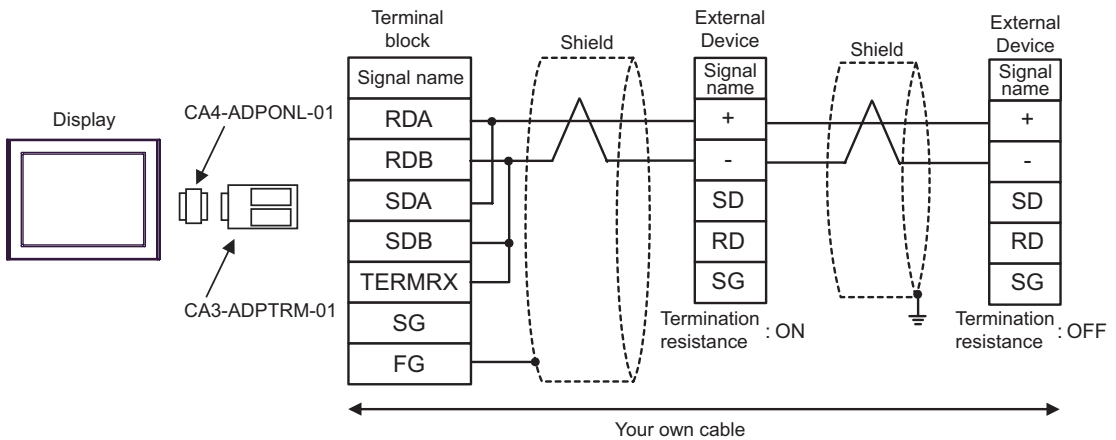 Display
CA4-ADPONL-01
CA3-ADPTRM-01
Terminal
block
Signal name
RDA
RDB
SDA
SDB
TERMRX
SG
FG
Shield
External
Device
Signal
name
+
-
SD
RD
SG
Termination
resistance : ON
Shield
External
Device
Signal
name
+
-
SD
RD
SG
Termination
resistance : OFF
Your own cable